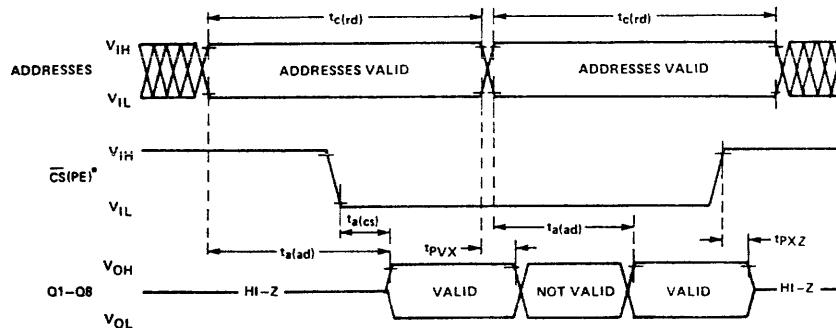 tc(rd) tc(rd)
VIH
ADDRESSES ADDRESSES VALID ADDRESSES VALID
VIL
VIH
CS(PE)*
VIL
ta(cs) ta(ad)
ta(ad) tPVX tPXZ
VOH
Q1–Q8 HI–Z VALID NOT VALID VALID HI–Z
VOL